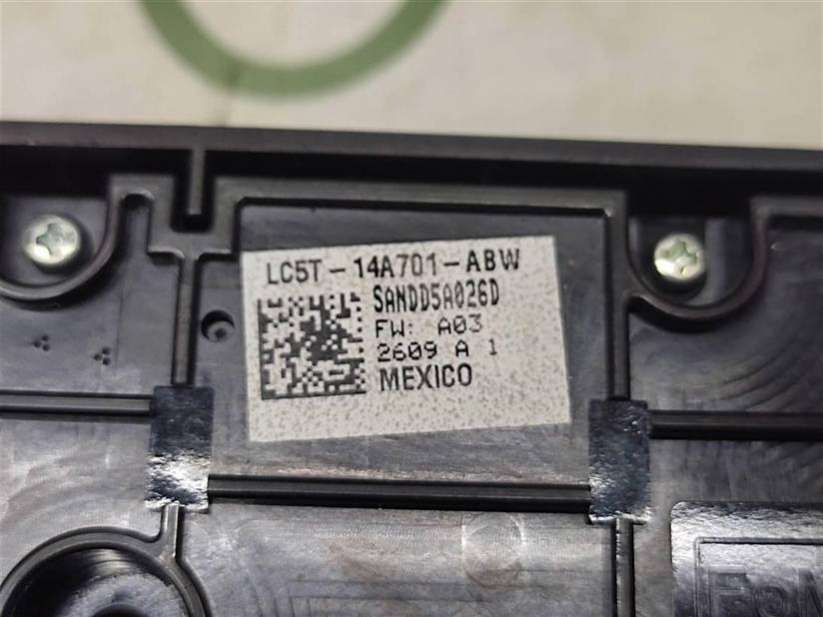 LC5T-14A701-ABW
SANDD5A026D
FW: A03
2609 A 1
MEXICO